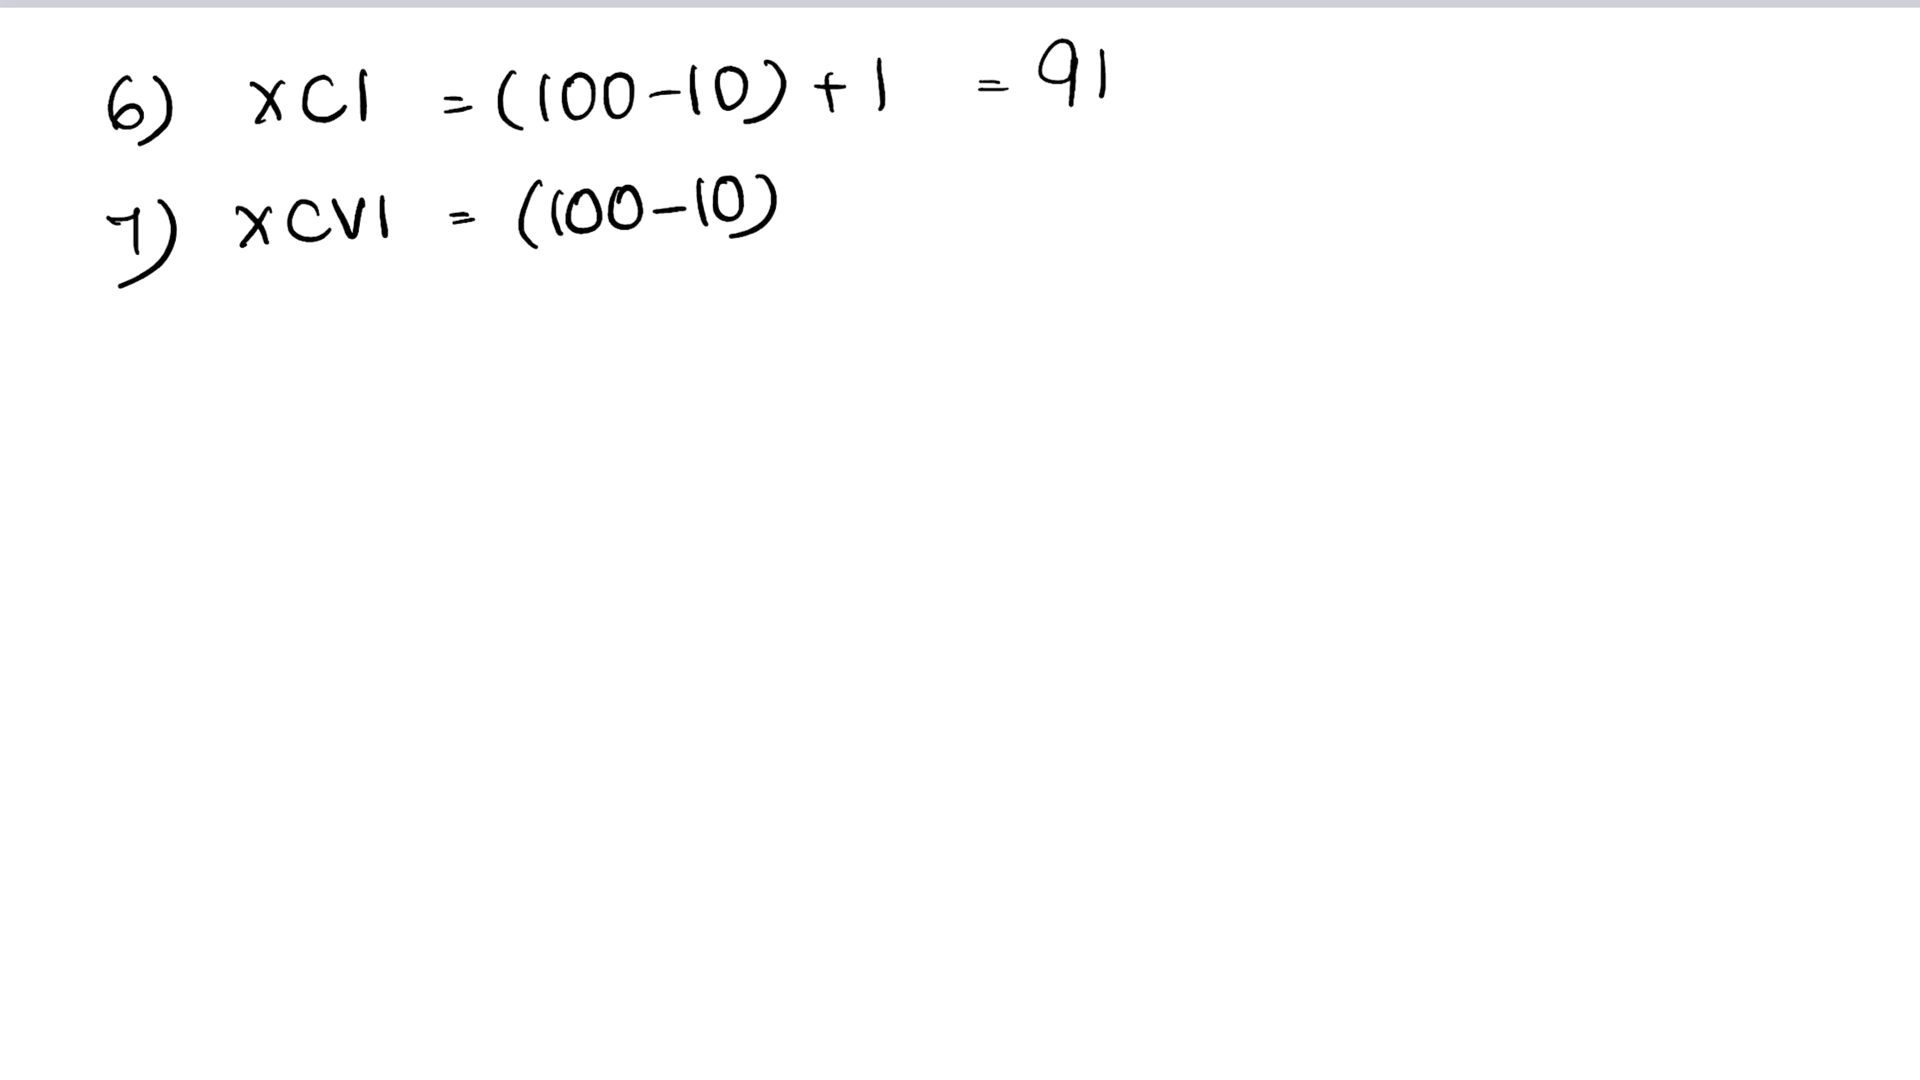 6) XCI = (100-10) + 1 = 91
7) XCVI = (100-10)